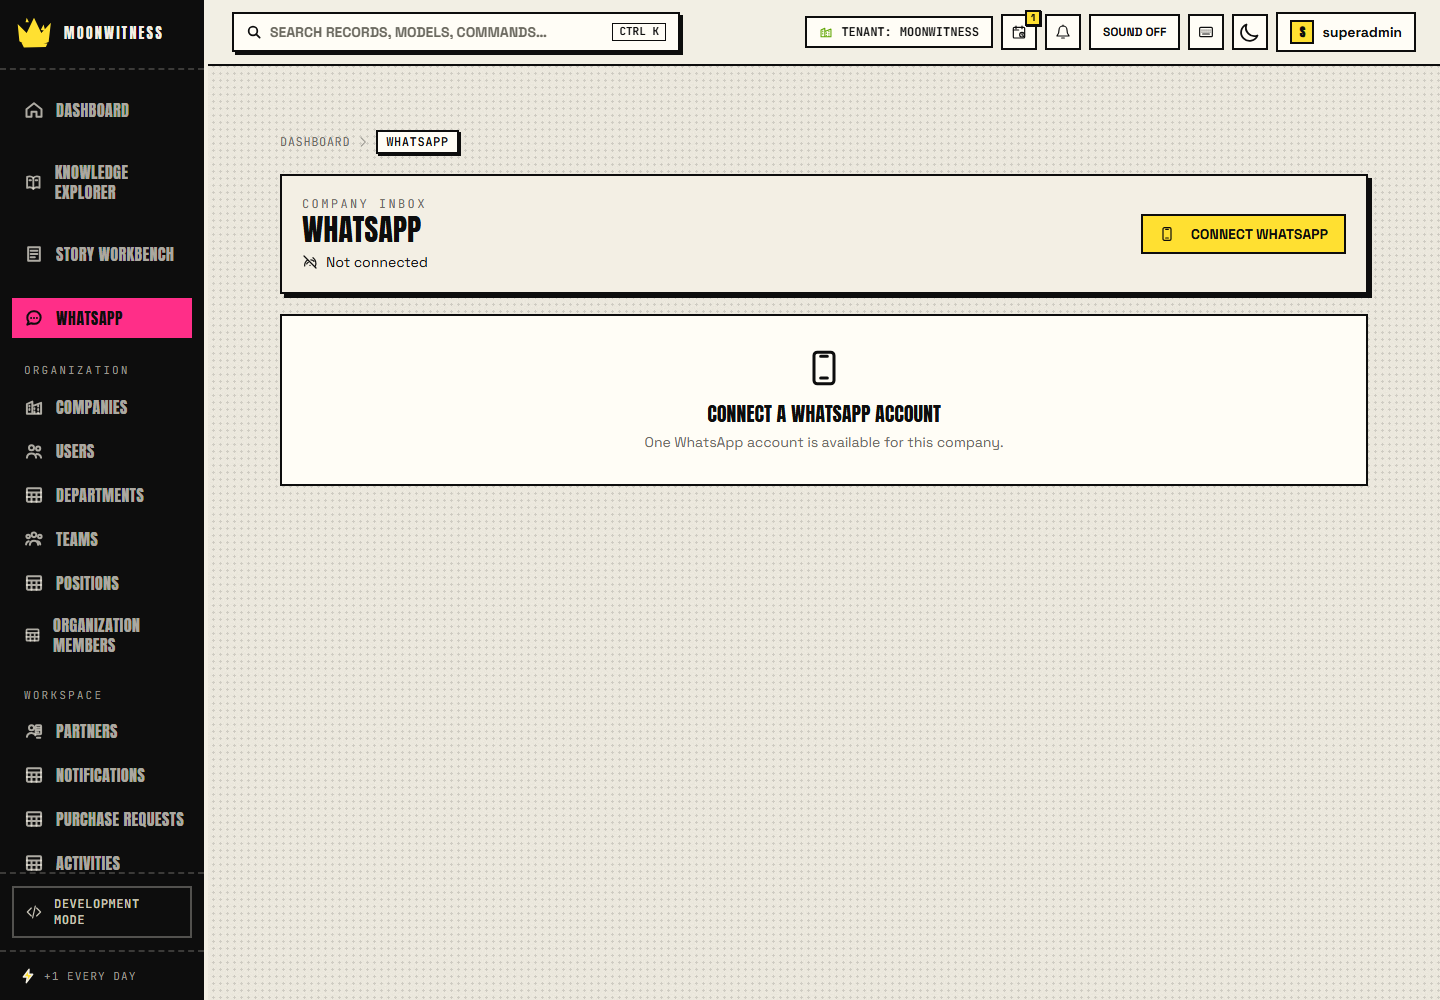 MOONWITNESS
SEARCH RECORDS, MODELS, COMMANDS...
CTRL K
TENANT: MOONWITNESS
1
SOUND OFF
S
superadmin
DASHBOARD
KNOWLEDGE
EXPLORER
STORY WORKBENCH
WHATSAPP
ORGANIZATION
COMPANIES
USERS
DEPARTMENTS
TEAMS
POSITIONS
ORGANIZATION
MEMBERS
WORKSPACE
PARTNERS
NOTIFICATIONS
PURCHASE REQUESTS
ACTIVITIES
DEVELOPMENT
MODE
+1 EVERY DAY
DASHBOARD
WHATSAPP
COMPANY INBOX
WHATSAPP
Not connected
CONNECT WHATSAPP
CONNECT A WHATSAPP ACCOUNT
One WhatsApp account is available for this company.